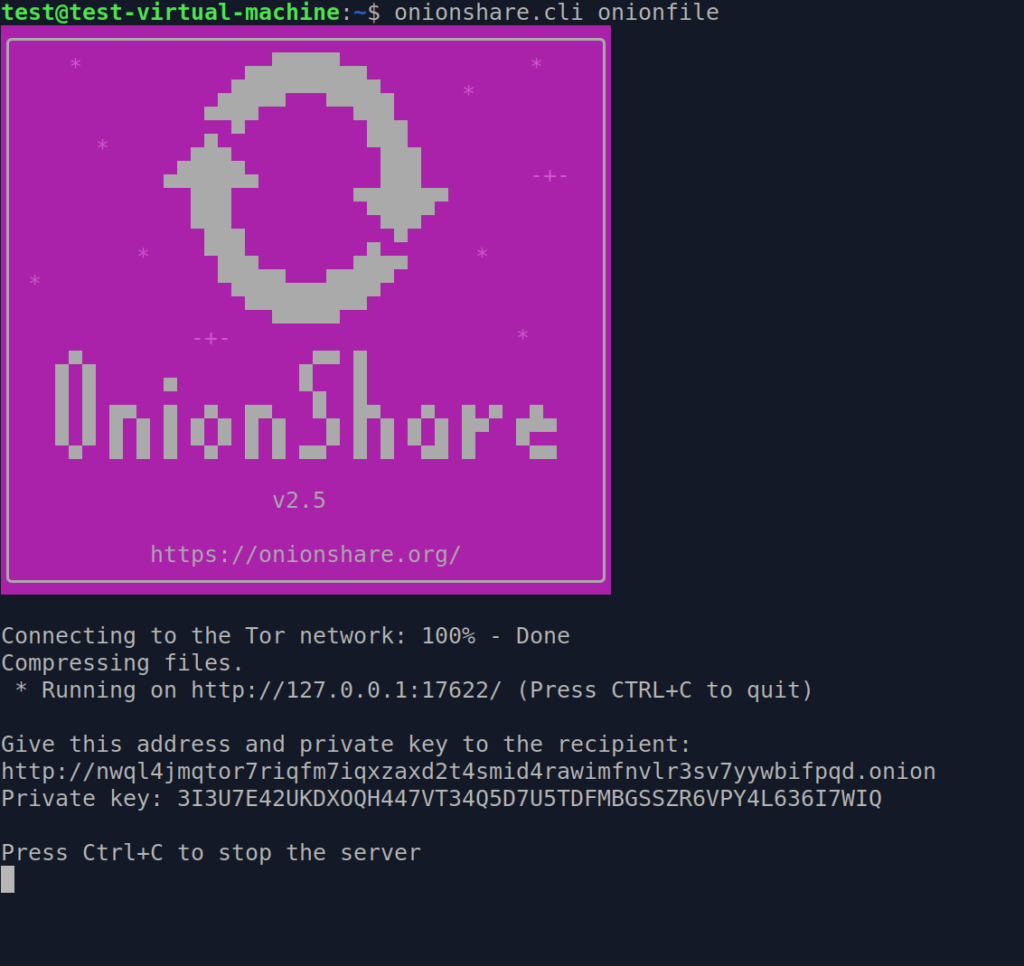 test@test-virtual-machine:~$ onionshare.cli onionfile
OnionShare
v2.5
https://onionshare.org/
Connecting to the Tor network: 100% - Done
Compressing files.
* Running on http://127.0.0.1:17622/ (Press CTRL+C to quit)
Give this address and private key to the recipient:
http://nwql4jmqtor7riqfm7iqxzaxd2t4smid4rawimfnvlr3sv7yywbifpqd.onion
Private key: 3I3U7E42UKDXOQH447VT34Q5D7U5TDFMBGSSZR6VPY4L636I7WIQ
Press Ctrl+C to stop the server